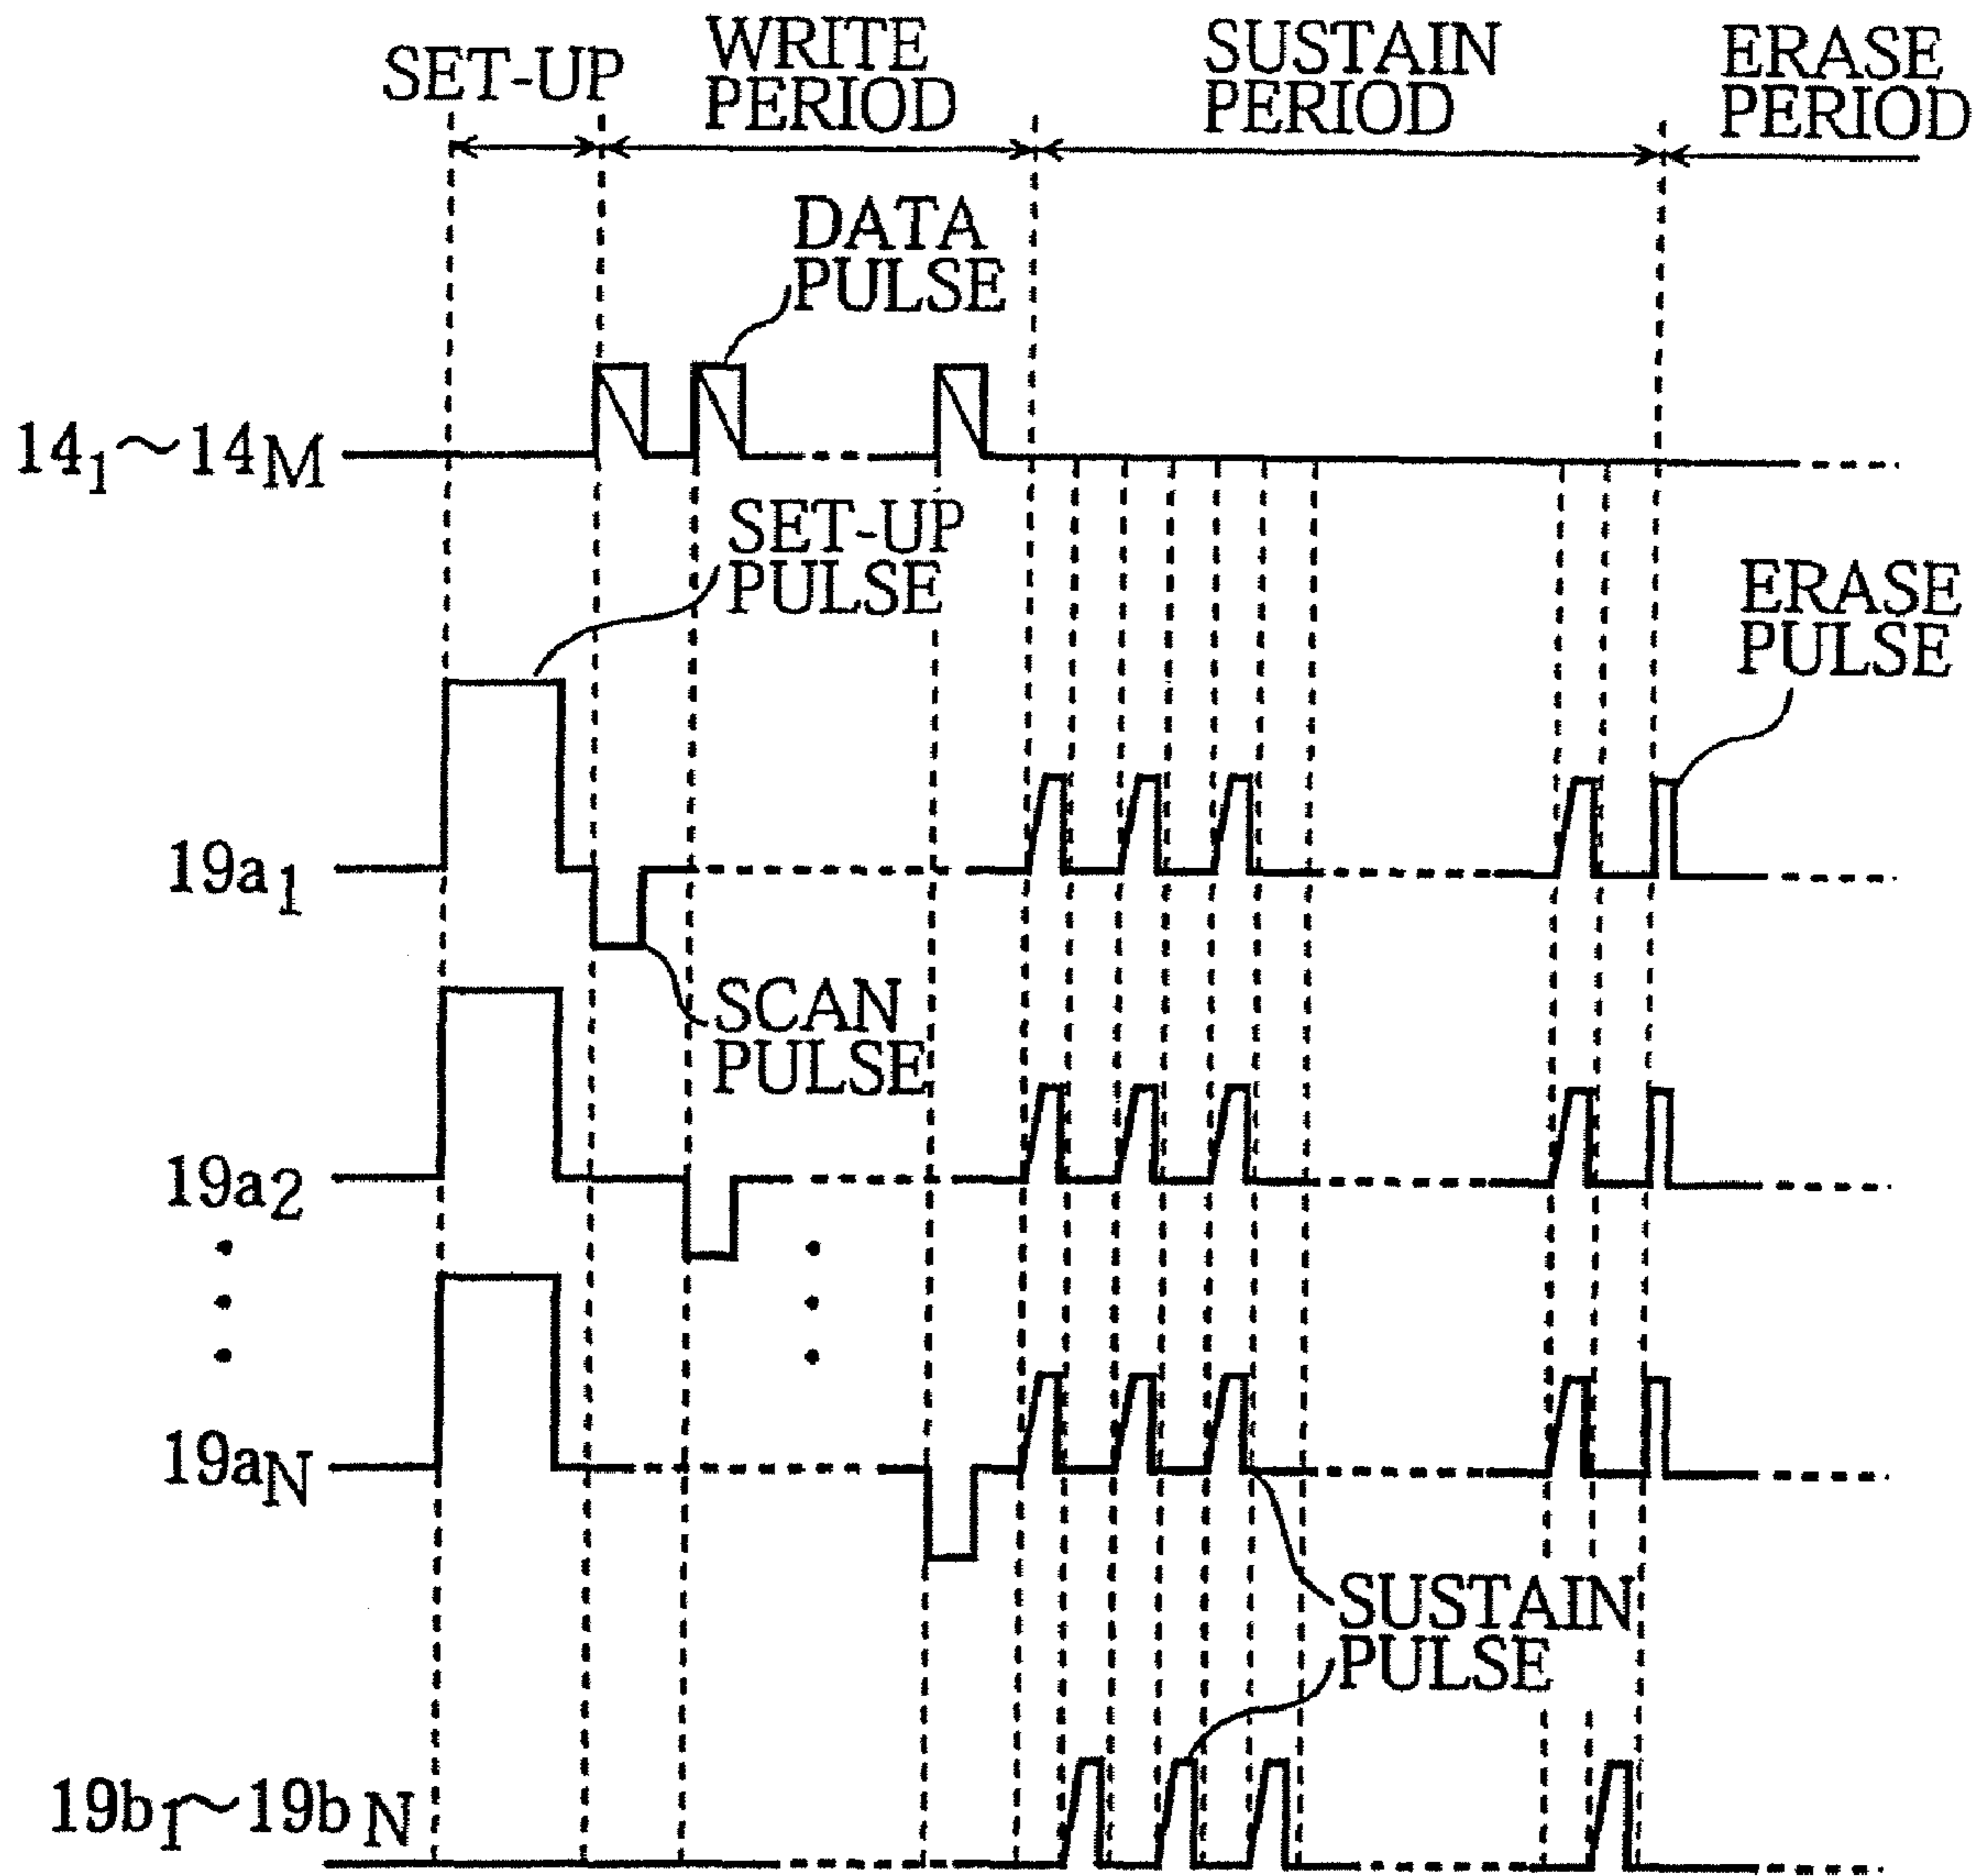 SET-UP
WRITE
PERIOD
SUSTAIN
PERIOD
ERASE
PERIOD
DATA
PULSE
14₁~14M
SET-UP
PULSE
ERASE
PULSE
19a₁
SCAN
PULSE
19a₂
19aN
SUSTAIN
PULSE
19b₁~19bN